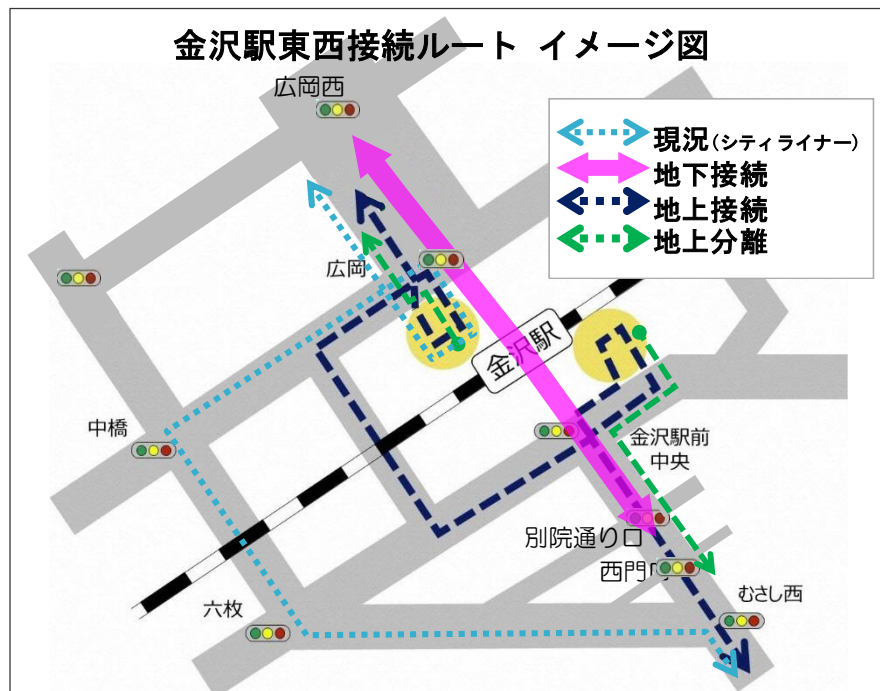 金沢駅東西接続ルート イメージ図
広岡西
現況(シティライナー)
地下接続
地上接続
地上分離
広岡
金沢駅
中橋
金沢駅前
中央
別院通り口
西門
六枚
むさし西